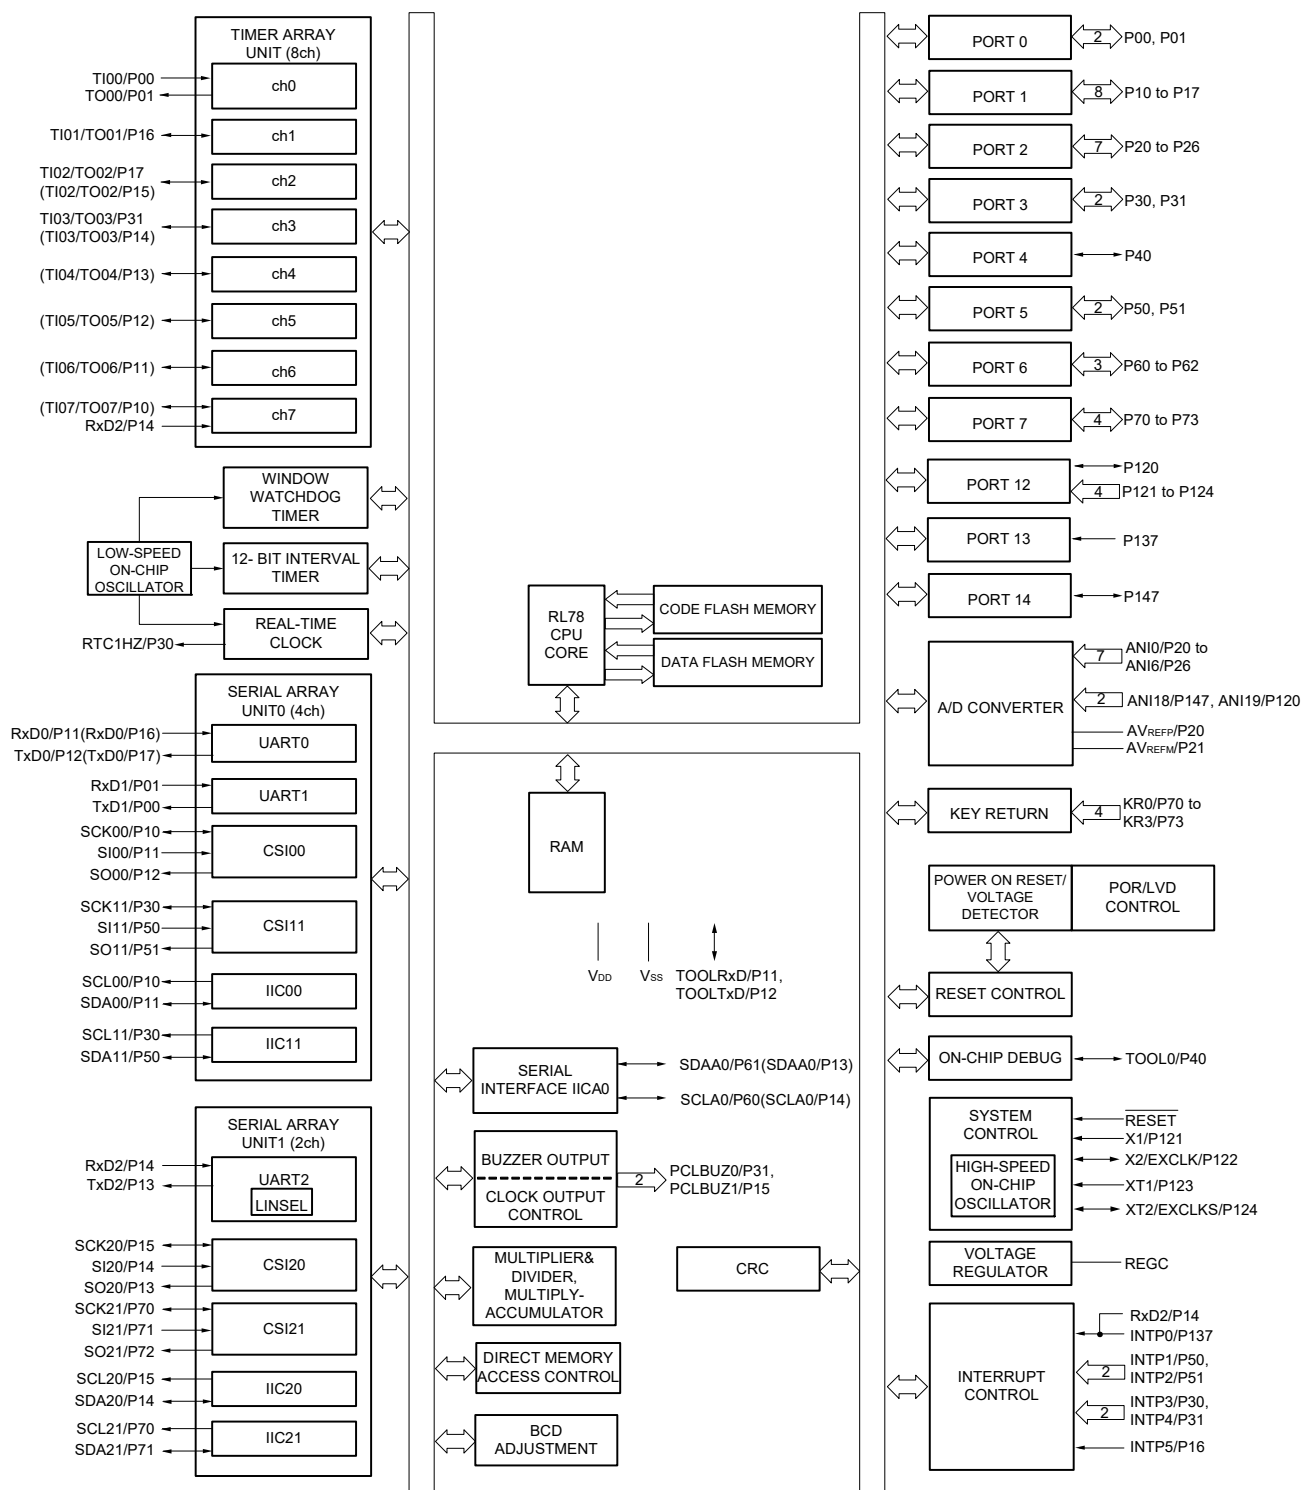 TIMER ARRAY
UNIT (8ch)
TI00/P00
TO00/P01
ch0
TI01/TO01/P16
ch1
TI02/TO02/P17
(TI02/TO02/P15)
ch2
TI03/TO03/P31
(TI03/TO03/P14)
ch3
(TI04/TO04/P13)
ch4
(TI05/TO05/P12)
ch5
(TI06/TO06/P11)
ch6
(TI07/TO07/P10)
RxD2/P14
ch7
WINDOW
WATCHDOG
TIMER
LOW-SPEED
ON-CHIP
OSCILLATOR
12- BIT INTERVAL
TIMER
REAL-TIME
CLOCK
RTC1HZ/P30
SERIAL ARRAY
UNIT0 (4ch)
RxD0/P11(RxD0/P16)
TxD0/P12(TxD0/P17)
UART0
RxD1/P01
TxD1/P00
UART1
SCK00/P10
SI00/P11
SO00/P12
CSI00
SCK11/P30
SI11/P50
SO11/P51
CSI11
SCL00/P10
SDA00/P11
IIC00
SCL11/P30
SDA11/P50
IIC11
SERIAL ARRAY
UNIT1 (2ch)
RxD2/P14
TxD2/P13
UART2
LINSEL
SCK20/P15
SI20/P14
SO20/P13
CSI20
SCK21/P70
SI21/P71
SO21/P72
CSI21
SCL20/P15
SDA20/P14
IIC20
SCL21/P70
SDA21/P71
IIC21
RL78
CPU
CORE
CODE FLASH MEMORY
DATA FLASH MEMORY
RAM
VDD
VSS
TOOLRxD/P11,
TOOLTxD/P12
SERIAL
INTERFACE IICA0
SDAA0/P61(SDAA0/P13)
SCLA0/P60(SCLA0/P14)
BUZZER OUTPUT
CLOCK OUTPUT
CONTROL
2
PCLBUZ0/P31,
PCLBUZ1/P15
MULTIPLIER&
DIVIDER,
MULTIPLY-
ACCUMULATOR
CRC
DIRECT MEMORY
ACCESS CONTROL
BCD
ADJUSTMENT
PORT 0
2
P00, P01
PORT 1
8
P10 to P17
PORT 2
7
P20 to P26
PORT 3
2
P30, P31
PORT 4
P40
PORT 5
2
P50, P51
PORT 6
3
P60 to P62
PORT 7
4
P70 to P73
PORT 12
P120
4
P121 to P124
PORT 13
P137
PORT 14
P147
A/D CONVERTER
7
ANI0/P20 to
ANI6/P26
2
ANI18/P147, ANI19/P120
AVREFP/P20
AVREFM/P21
KEY RETURN
4
KR0/P70 to
KR3/P73
POWER ON RESET/
VOLTAGE
DETECTOR
POR/LVD
CONTROL
RESET CONTROL
ON-CHIP DEBUG
TOOL0/P40
SYSTEM
CONTROL
HIGH-SPEED
ON-CHIP
OSCILLATOR
RESET
X1/P121
X2/EXCLK/P122
XT1/P123
XT2/EXCLKS/P124
VOLTAGE
REGULATOR
REGC
INTERRUPT
CONTROL
RxD2/P14
INTP0/P137
2
INTP1/P50,
INTP2/P51
2
INTP3/P30,
INTP4/P31
INTP5/P16